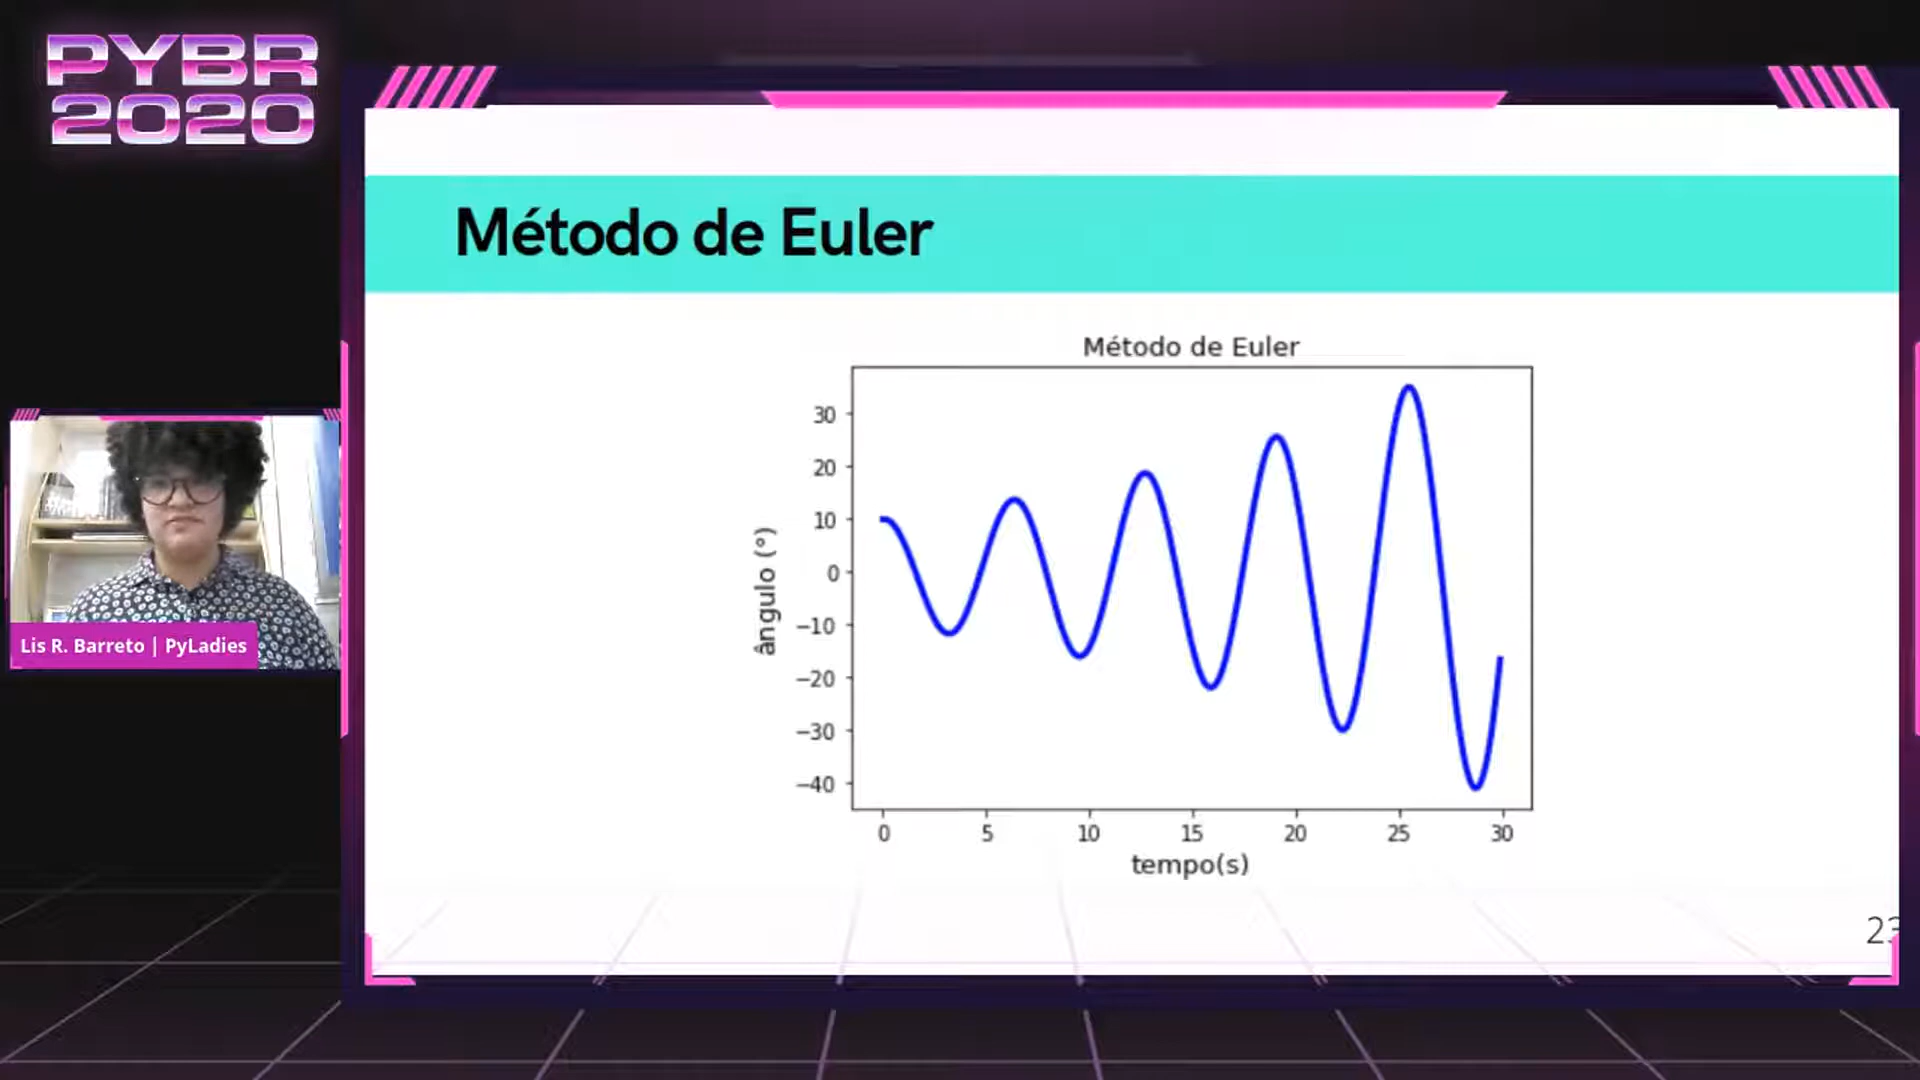 PYBR
2020
Método de Euler
Método de Euler
30
20
10
0
−10
−20
−30
−40
ângulo (°)
0 5 10 15 20 25 30
tempo(s)
23
Lis R. Barreto | PyLadies